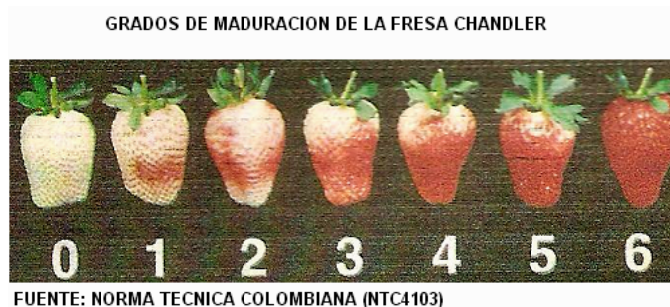 GRADOS DE MADURACION DE LA FRESA CHANDLER
0 1 2 3 4 5 6
FUENTE: NORMA TECNICA COLOMBIANA (NTC4103)